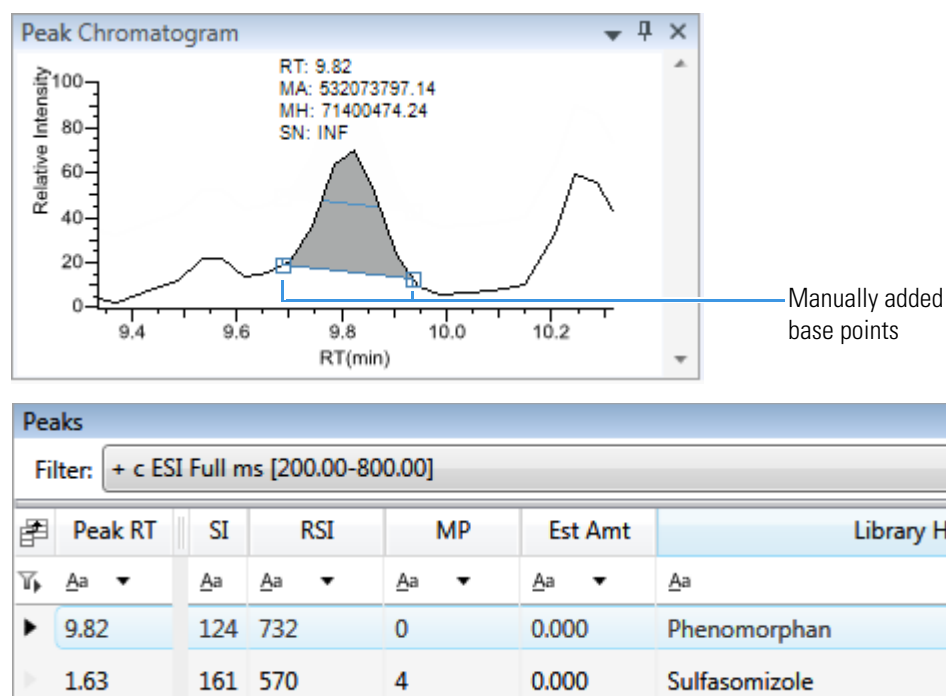 Peak Chromatogram
RT: 9.82
MA: 532073797.14
MH: 71400474.24
SN: INF
Relative Intensity
100
80
60
40
20
0
9.4 9.6 9.8 10.0 10.2
RT(min)
Manually added
base points
Peaks
Filter: + c ESI Full ms [200.00-800.00]
Peak RT SI RSI MP Est Amt Library H
Aa Aa Aa Aa Aa Aa
9.82 124 732 0 0.000 Phenomorphan
1.63 161 570 4 0.000 Sulfasomizole